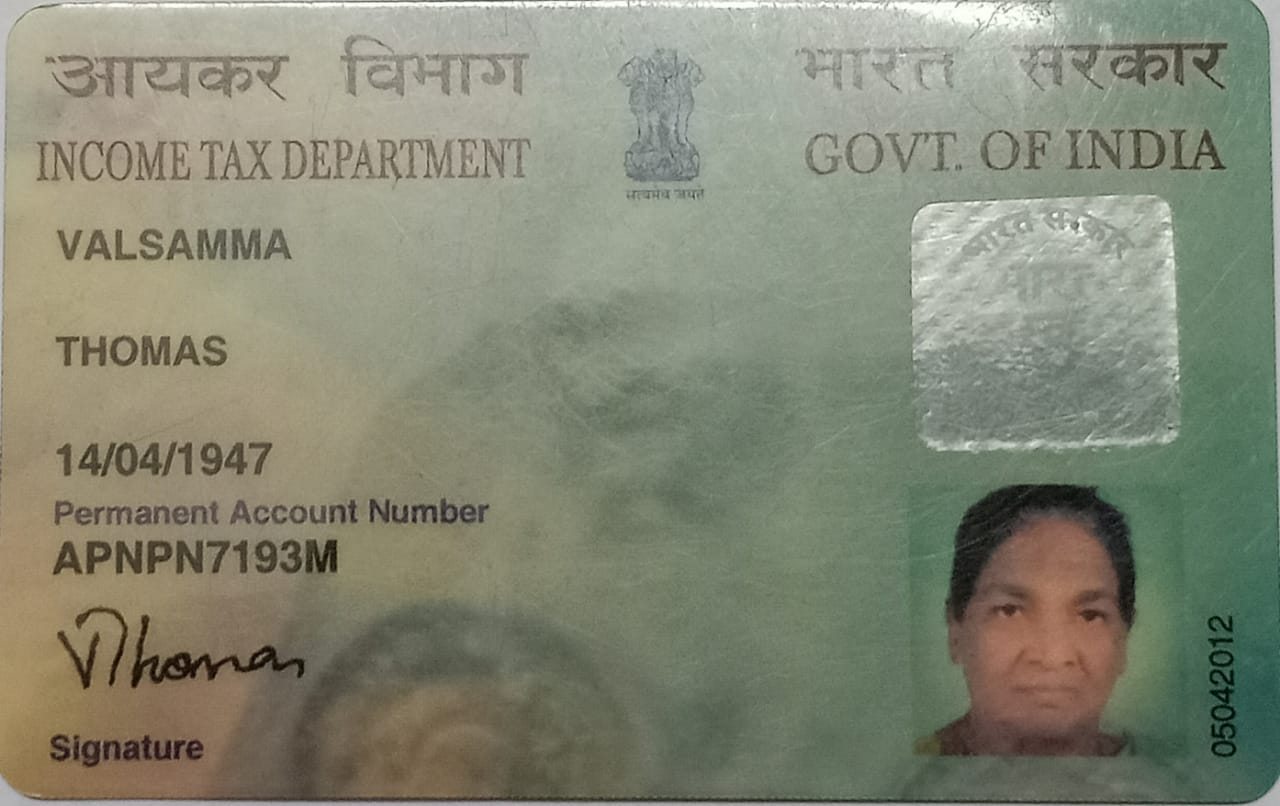 आयकर विभाग
भारत सरकार
INCOME TAX DEPARTMENT
GOVT. OF INDIA
सत्यमेव जयते
VALSAMMA
भारत सरकार
भारत
THOMAS
14/04/1947
Permanent Account Number
APNPN7193M
VThomas
Signature
05042012